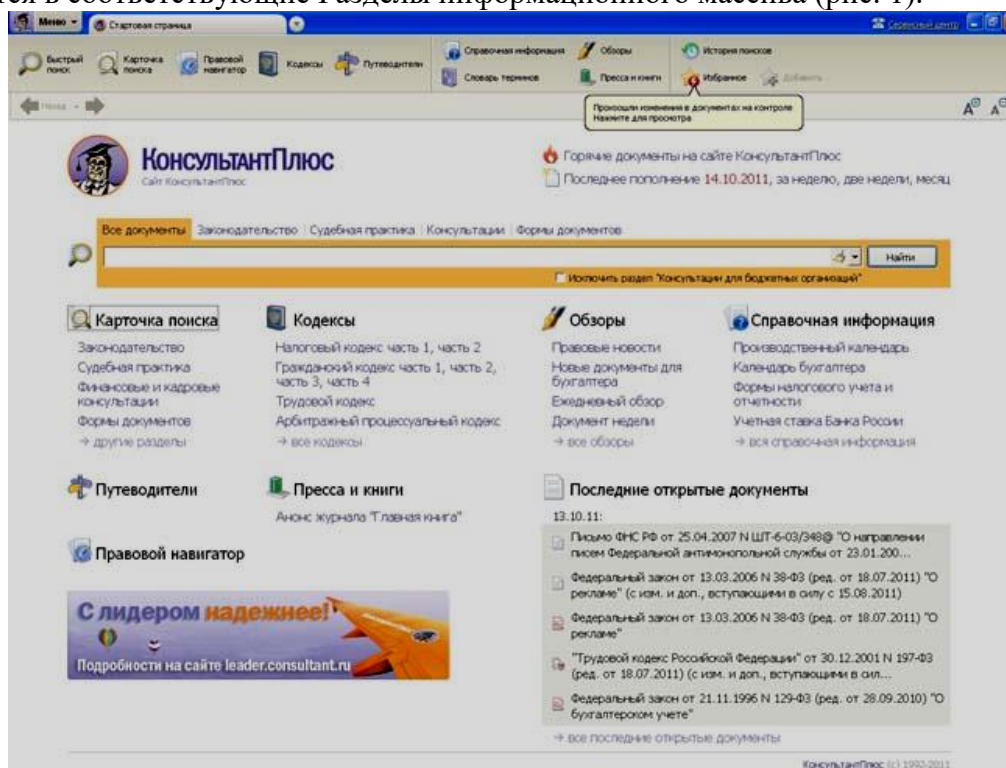 тся в соответствующие Разделы информационного массива (рис. 1).
Меню
Стартовая страница
Сервисный центр
Быстрый поиск
Карточка поиска
Правовой навигатор
Кодексы
Путеводители
Справочная информация
Словарь терминов
Обзоры
Пресса и книги
История поисков
Избранное
Добавить
Назад
Произошли изменения в документах на контроле
Нажмите для просмотра
КонсультантПлюс
Сайт КонсультантПлюс
Горячие документы на сайте КонсультантПлюс
Последнее пополнение 14.10.2011, за неделю, две недели, месяц
Все документы Законодательство Судебная практика Консультации Формы документов
Найти
Исключить раздел "Консультации для бюджетных организаций"
Карточка поиска
Законодательство
Судебная практика
Финансовые и кадровые
консультации
Формы документов
→ другие разделы
Кодексы
Налоговый кодекс часть 1, часть 2
Гражданский кодекс часть 1, часть 2,
часть 3, часть 4
Трудовой кодекс
Арбитражный процессуальный кодекс
→ все кодексы
Обзоры
Правовые новости
Новые документы для
бухгалтера
Ежедневный обзор
Документ недели
→ все обзоры
Справочная информация
Производственный календарь
Календарь бухгалтера
Формы налогового учета и
отчетности
Учетная ставка Банка России
→ вся справочная информация
Путеводители
Пресса и книги
Анонс журнала "Главная книга"
Правовой навигатор
С лидером надежнее!
Подробности на сайте leader.consultant.ru
Последние открытые документы
13.10.11:
Письмо ФНС РФ от 25.04.2007 N ШТ-6-03/348@ "О направлении
писем Федеральной антимонопольной службы от 23.01.200...
Федеральный закон от 13.03.2006 N 38-ФЗ (ред. от 18.07.2011) "О
рекламе" (с изм. и доп., вступающими в силу с 15.08.2011)
Федеральный закон от 13.03.2006 N 38-ФЗ (ред. от 18.07.2011) "О
рекламе"
"Трудовой кодекс Российской Федерации" от 30.12.2001 N 197-ФЗ
(ред. от 18.07.2011) (с изм. и доп., вступающими в сил...
Федеральный закон от 21.11.1996 N 129-ФЗ (ред. от 28.09.2010) "О
бухгалтерском учете"
→ все последние открытые документы
КонсультантПлюс (c) 1992-2011